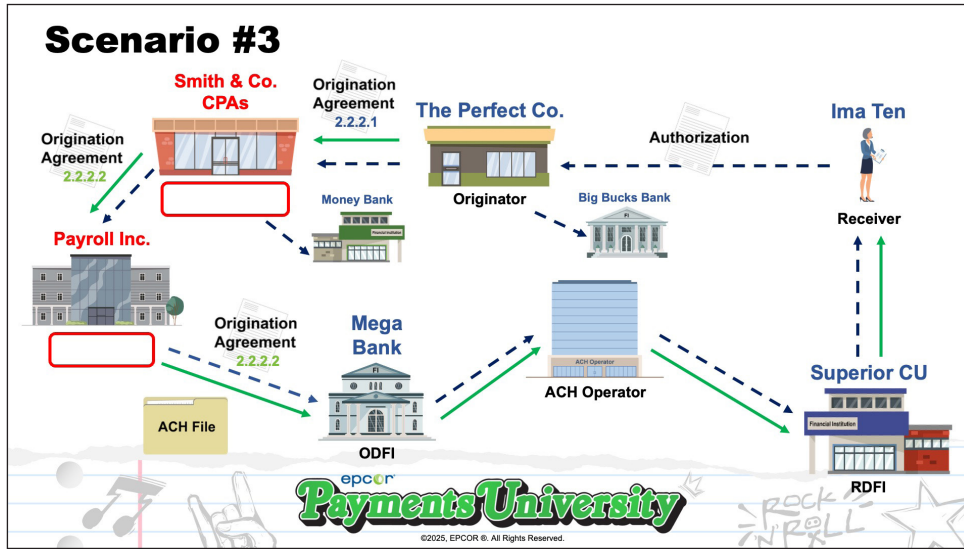 Scenario #3
Smith & Co.
CPAs
Origination
Agreement
2.2.2.1
The Perfect Co.
Ima Ten
Authorization
Origination
Agreement
2.2.2.2
Money Bank
Financial Institution
Originator
Big Bucks Bank
FI
Receiver
Payroll Inc.
Origination
Agreement
2.2.2.2
Mega
Bank
FI
ACH Operator
ACH Operator
Superior CU
Financial Institution
ACH File
ODFI
RDFI
epcor
Payments University
ROCK
N'ROLL
©2025, EPCOR ®. All Rights Reserved.